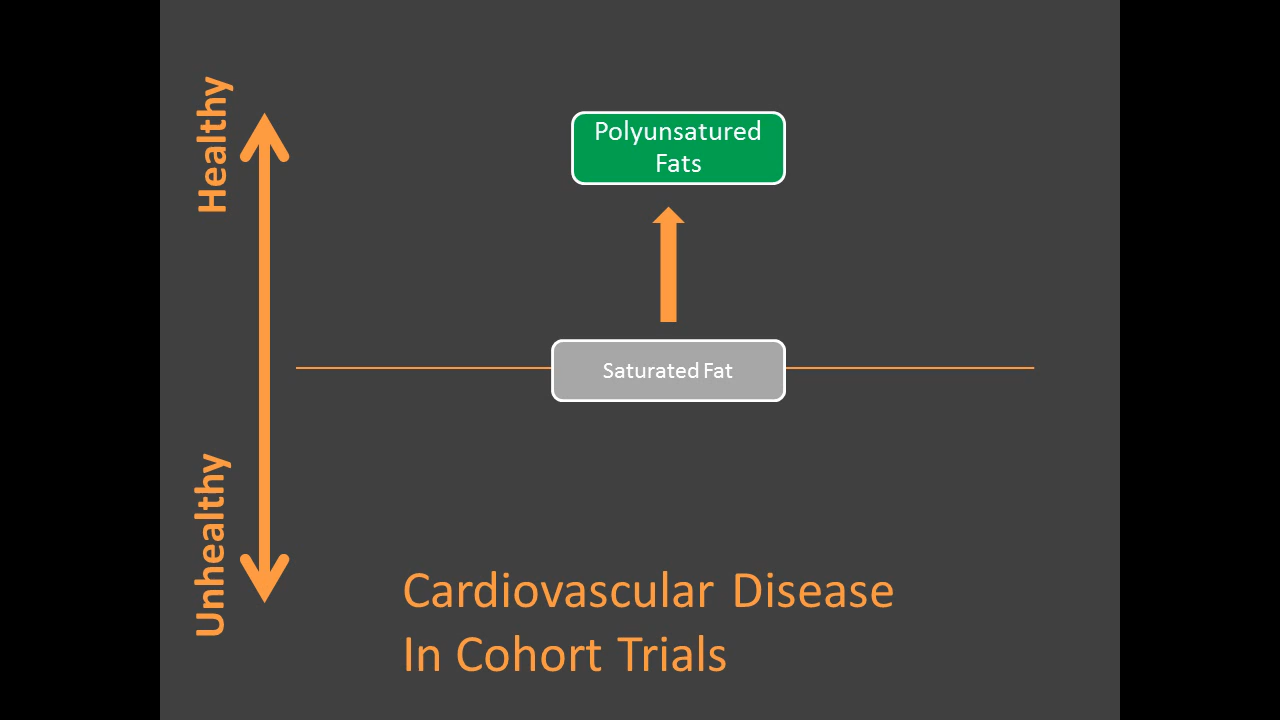 Healthy
Polyunsatured
Fats
Saturated Fat
Unhealthy
Cardiovascular Disease
In Cohort Trials